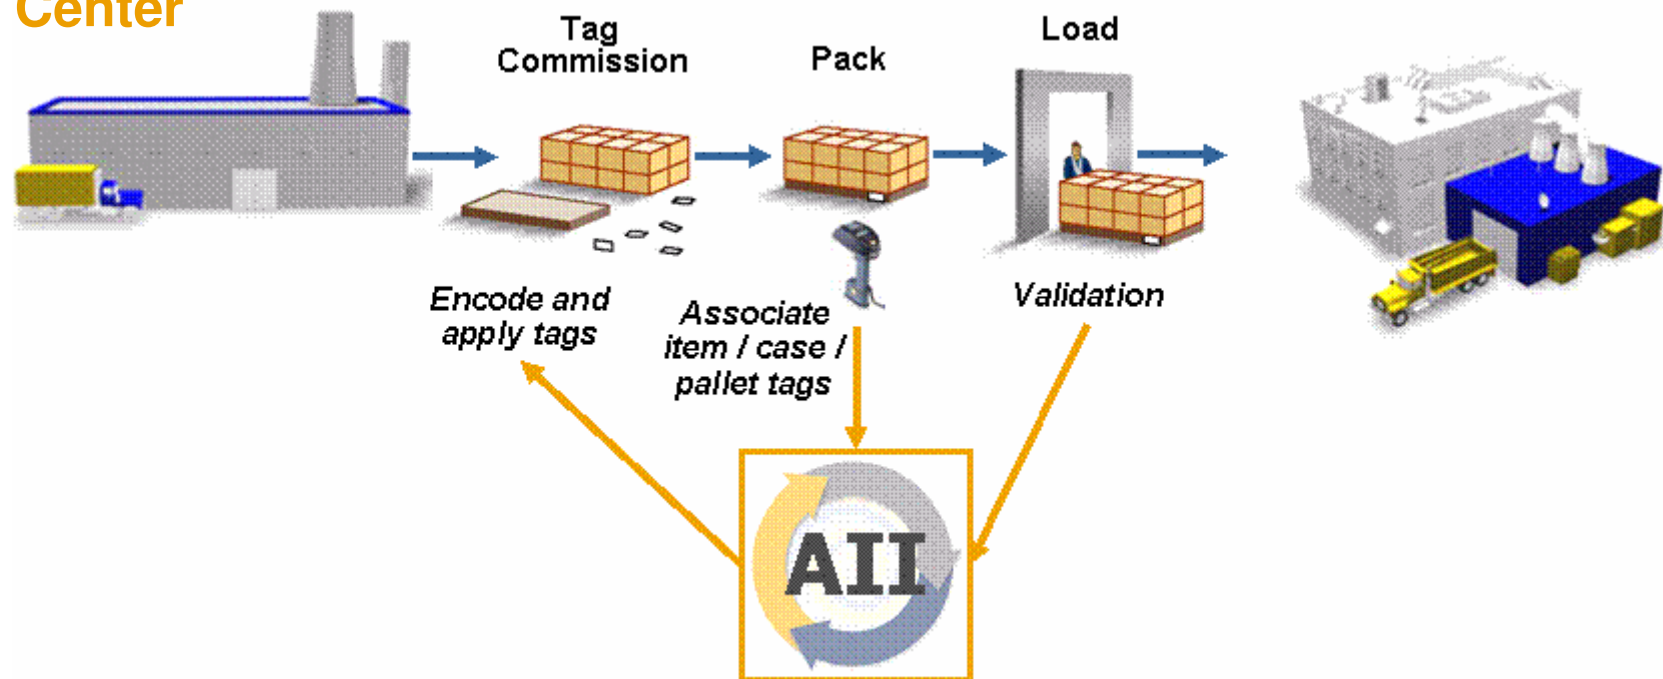 Center
Tag
Commission
Pack
Load
Encode and
apply tags
Associate
item / case /
pallet tags
Validation
AII